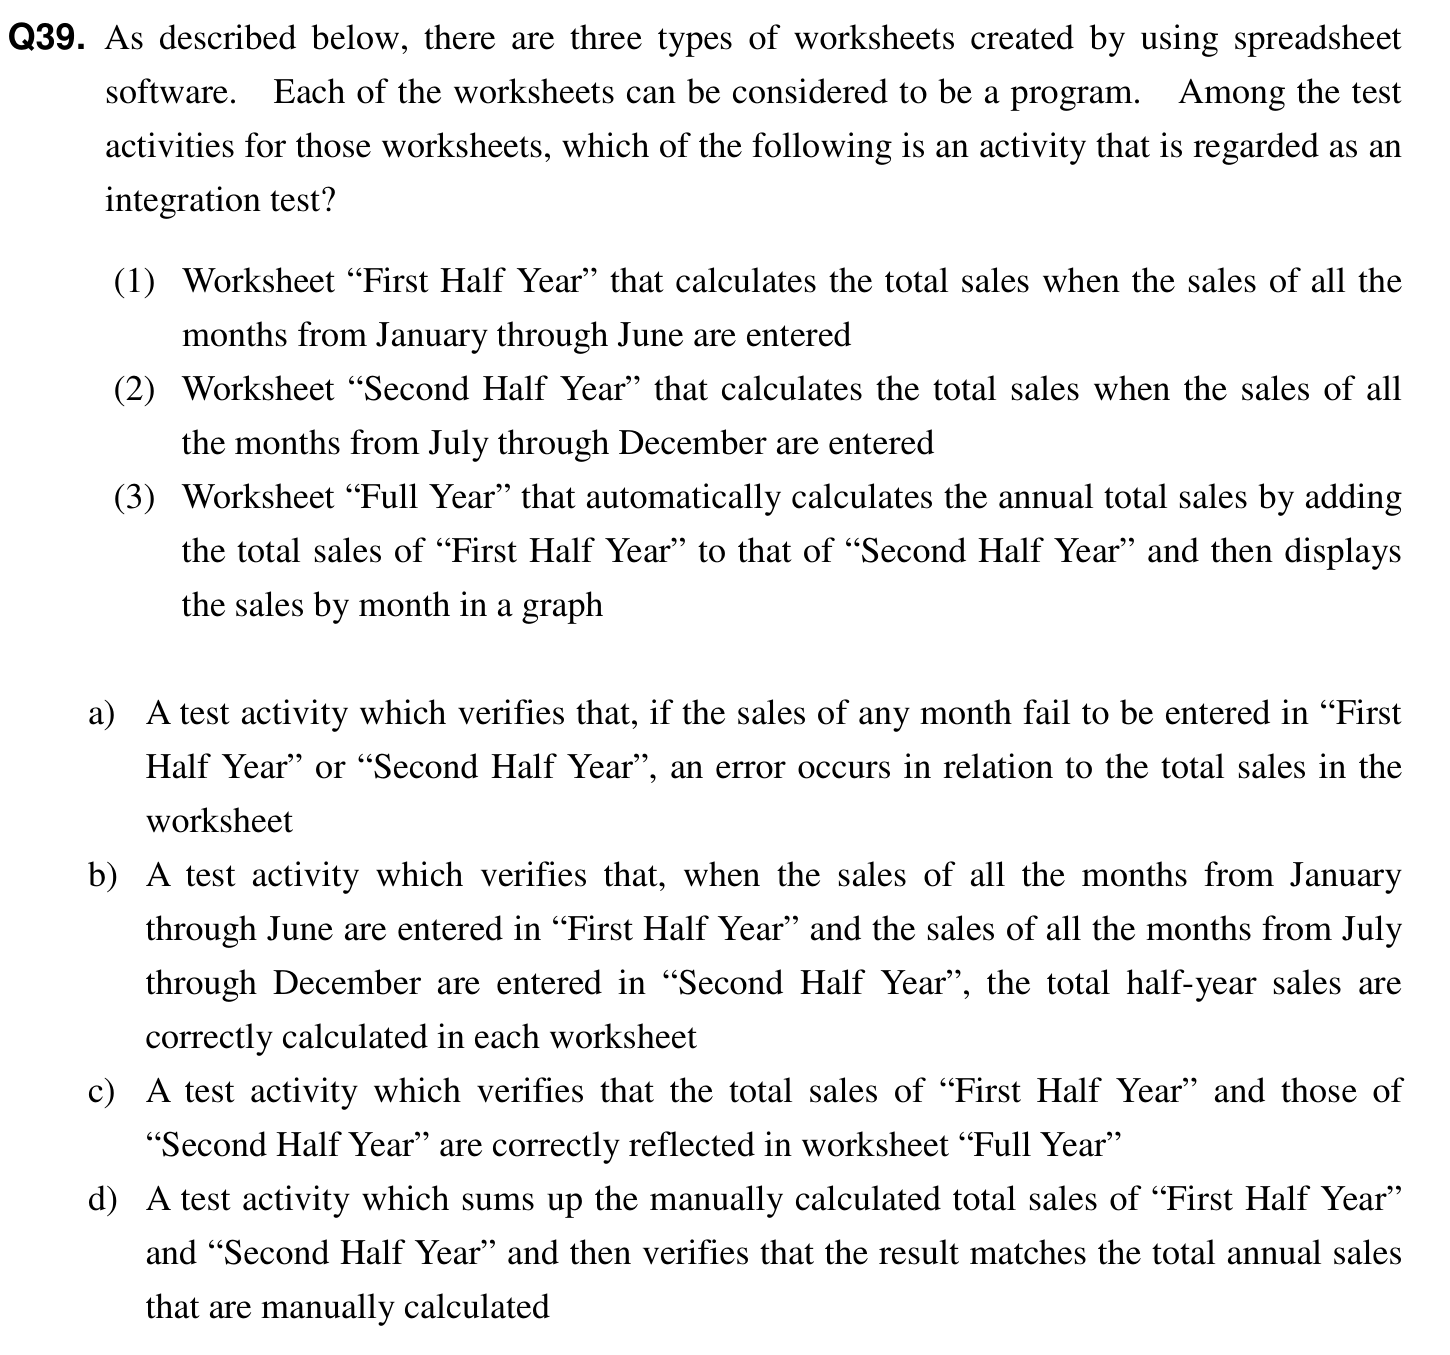 Q39. As described below, there are three types of worksheets created by using spreadsheet
software. Each of the worksheets can be considered to be a program. Among the test
activities for those worksheets, which of the following is an activity that is regarded as an
integration test?
(1) Worksheet “First Half Year” that calculates the total sales when the sales of all the
months from January through June are entered
(2) Worksheet “Second Half Year” that calculates the total sales when the sales of all
the months from July through December are entered
(3) Worksheet “Full Year” that automatically calculates the annual total sales by adding
the total sales of “First Half Year” to that of “Second Half Year” and then displays
the sales by month in a graph
a) A test activity which verifies that, if the sales of any month fail to be entered in “First
Half Year” or “Second Half Year”, an error occurs in relation to the total sales in the
worksheet
b) A test activity which verifies that, when the sales of all the months from January
through June are entered in “First Half Year” and the sales of all the months from July
through December are entered in “Second Half Year”, the total half-year sales are
correctly calculated in each worksheet
c) A test activity which verifies that the total sales of “First Half Year” and those of
“Second Half Year” are correctly reflected in worksheet “Full Year”
d) A test activity which sums up the manually calculated total sales of “First Half Year”
and “Second Half Year” and then verifies that the result matches the total annual sales
that are manually calculated